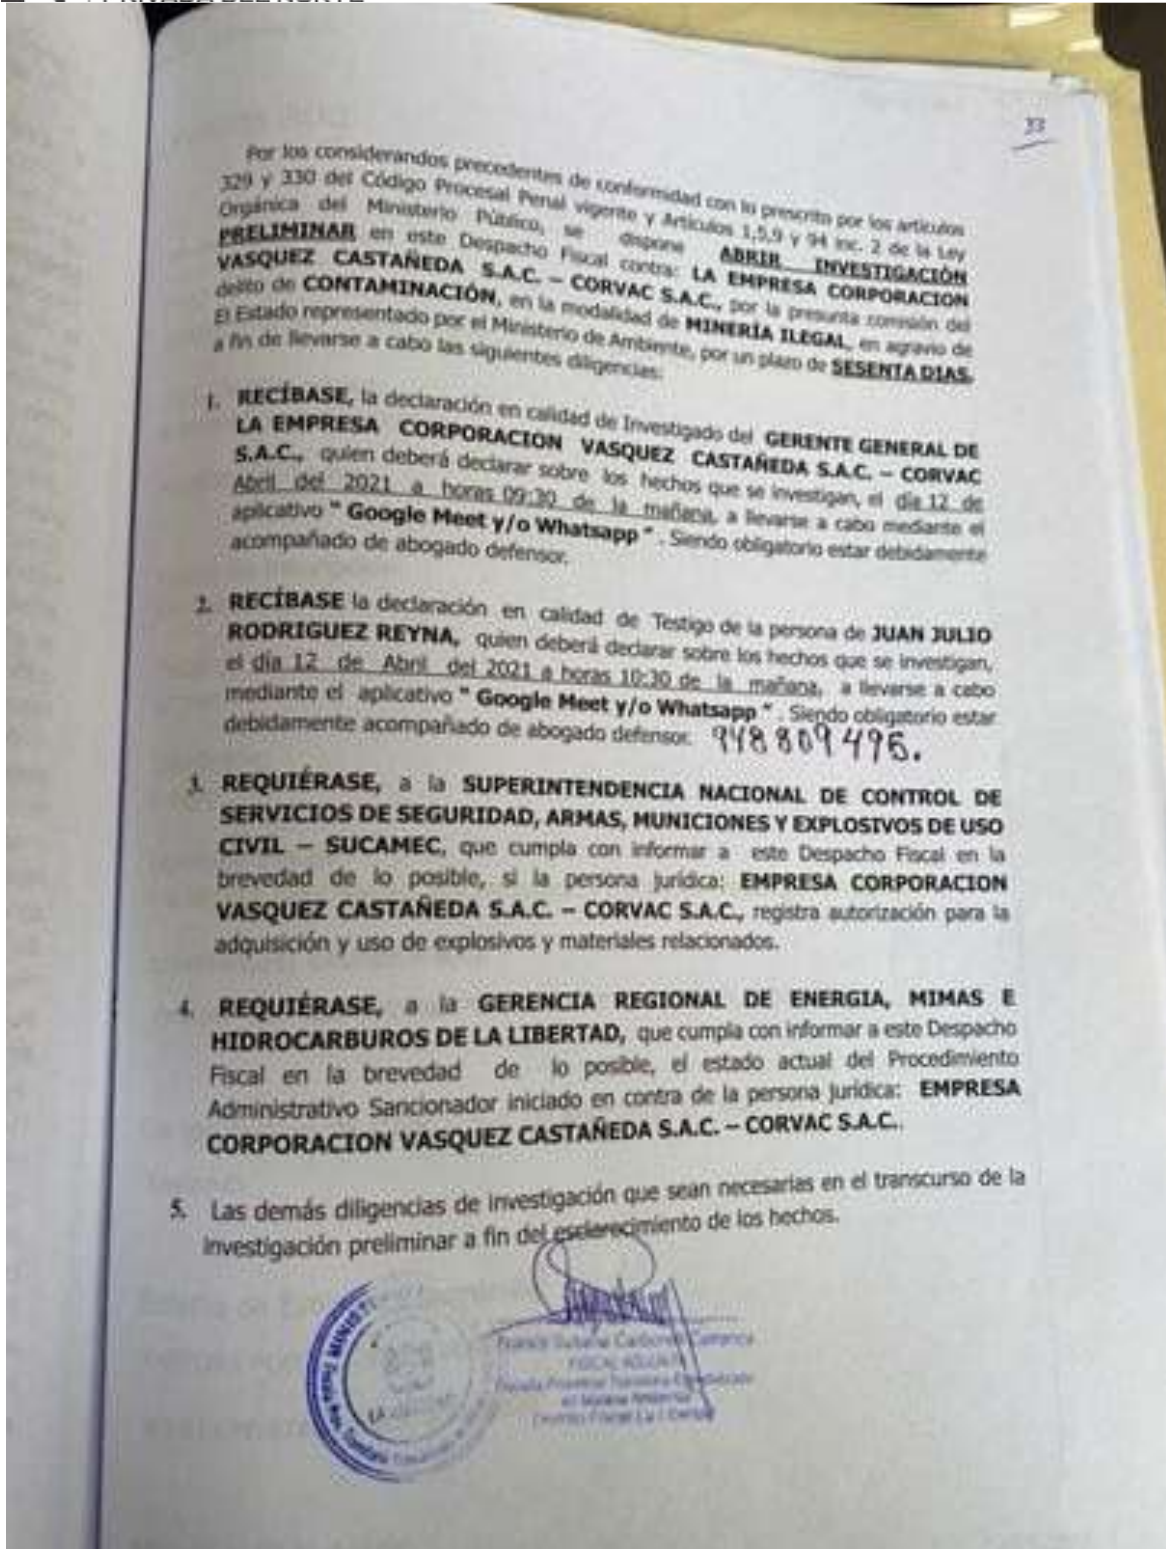 PRIVADA DEL NORTE
33
Por los considerandos precedentes de conformidad con lo prescrito por los artículos
329 y 330 del Código Procesal Penal vigente y Artículos 1,5,9 y 94 inc. 2 de la Ley
Orgánica del Ministerio Público, se dispone ABRIR INVESTIGACIÓN
PRELIMINAR en este Despacho Fiscal contra: LA EMPRESA CORPORACION
VASQUEZ CASTAÑEDA S.A.C. – CORVAC S.A.C., por la presunta comisión del
delito de CONTAMINACIÓN, en la modalidad de MINERÍA ILEGAL, en agravio de
El Estado representado por el Ministerio de Ambiente, por un plazo de SESENTA DIAS,
a fin de llevarse a cabo las siguientes diligencias:
1. RECÍBASE, la declaración en calidad de Investigado del GERENTE GENERAL DE
LA EMPRESA CORPORACION VASQUEZ CASTAÑEDA S.A.C. – CORVAC
S.A.C., quien deberá declarar sobre los hechos que se investigan, el día 12 de
Abril del 2021 a horas 09:30 de la mañana, a llevarse a cabo mediante el
aplicativo " Google Meet y/o Whatsapp " . Siendo obligatorio estar debidamente
acompañado de abogado defensor.
2. RECÍBASE la declaración en calidad de Testigo de la persona de JUAN JULIO
RODRIGUEZ REYNA, quien deberá declarar sobre los hechos que se investigan,
el día 12 de Abril del 2021 a horas 10:30 de la mañana, a llevarse a cabo
mediante el aplicativo " Google Meet y/o Whatsapp " . Siendo obligatorio estar
debidamente acompañado de abogado defensor. 948809495.
3. REQUIÉRASE, a la SUPERINTENDENCIA NACIONAL DE CONTROL DE
SERVICIOS DE SEGURIDAD, ARMAS, MUNICIONES Y EXPLOSIVOS DE USO
CIVIL – SUCAMEC, que cumpla con informar a este Despacho Fiscal en la
brevedad de lo posible, si la persona jurídica: EMPRESA CORPORACION
VASQUEZ CASTAÑEDA S.A.C. – CORVAC S.A.C., registra autorización para la
adquisición y uso de explosivos y materiales relacionados.
4. REQUIÉRASE, a la GERENCIA REGIONAL DE ENERGIA, MIMAS E
HIDROCARBUROS DE LA LIBERTAD, que cumpla con informar a este Despacho
Fiscal en la brevedad de lo posible, el estado actual del Procedimiento
Administrativo Sancionador iniciado en contra de la persona jurídica: EMPRESA
CORPORACION VASQUEZ CASTAÑEDA S.A.C. – CORVAC S.A.C..
5. Las demás diligencias de investigación que sean necesarias en el transcurso de la
investigación preliminar a fin del esclarecimiento de los hechos.
FISCAL ADJUNTA
en Materia Ambiental
Distrito Fiscal La Libertad